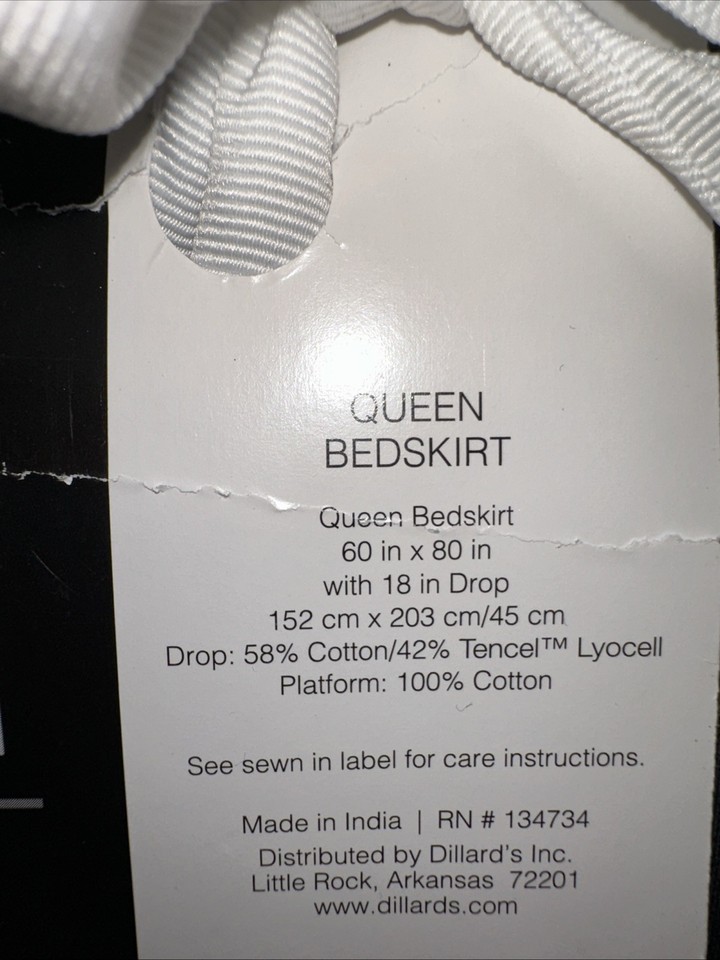 QUEEN
BEDSKIRT
Queen Bedskirt
60 in x 80 in
with 18 in Drop
152 cm x 203 cm/45 cm
Drop: 58% Cotton/42% Tencel™ Lyocell
Platform: 100% Cotton
See sewn in label for care instructions.
Made in India | RN # 134734
Distributed by Dillard's Inc.
Little Rock, Arkansas 72201
www.dillards.com